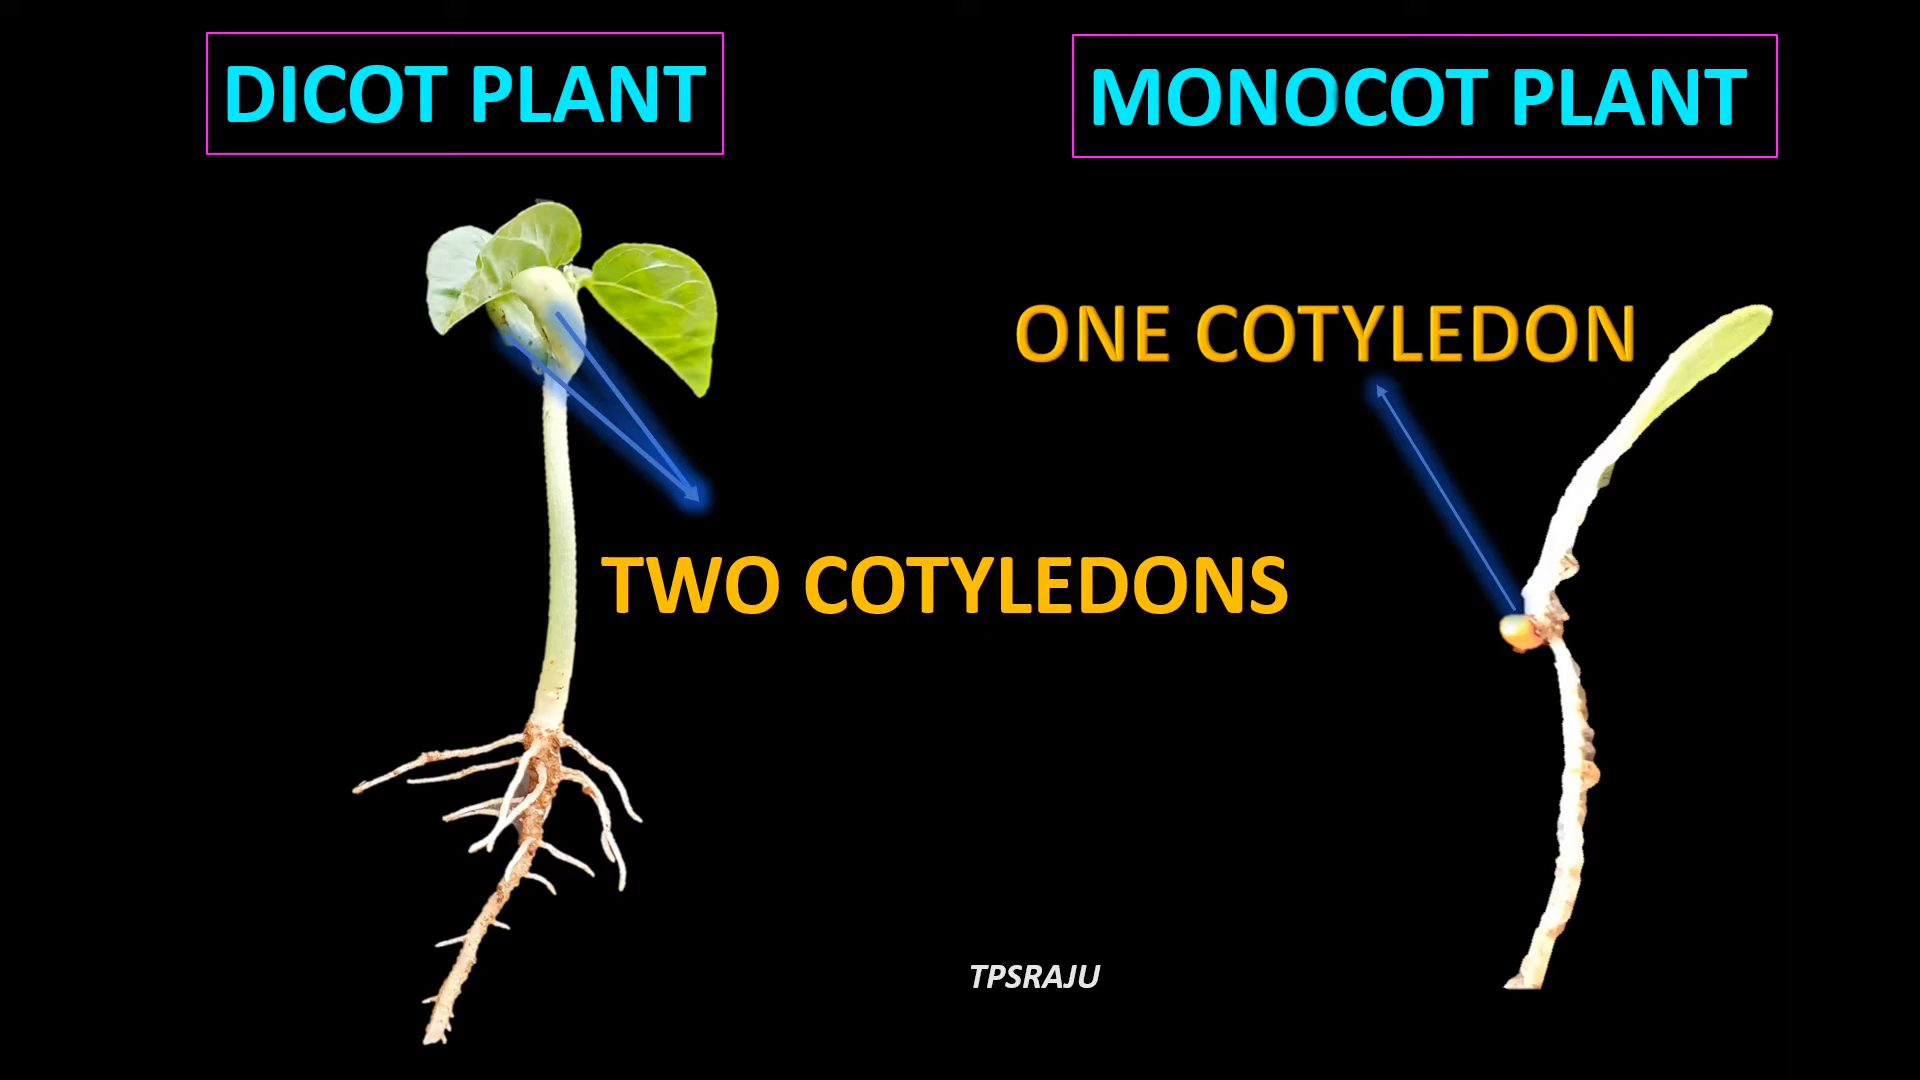 DICOT PLANT
MONOCOT PLANT
ONE COTYLEDON
TWO COTYLEDONS
TPSRAJU